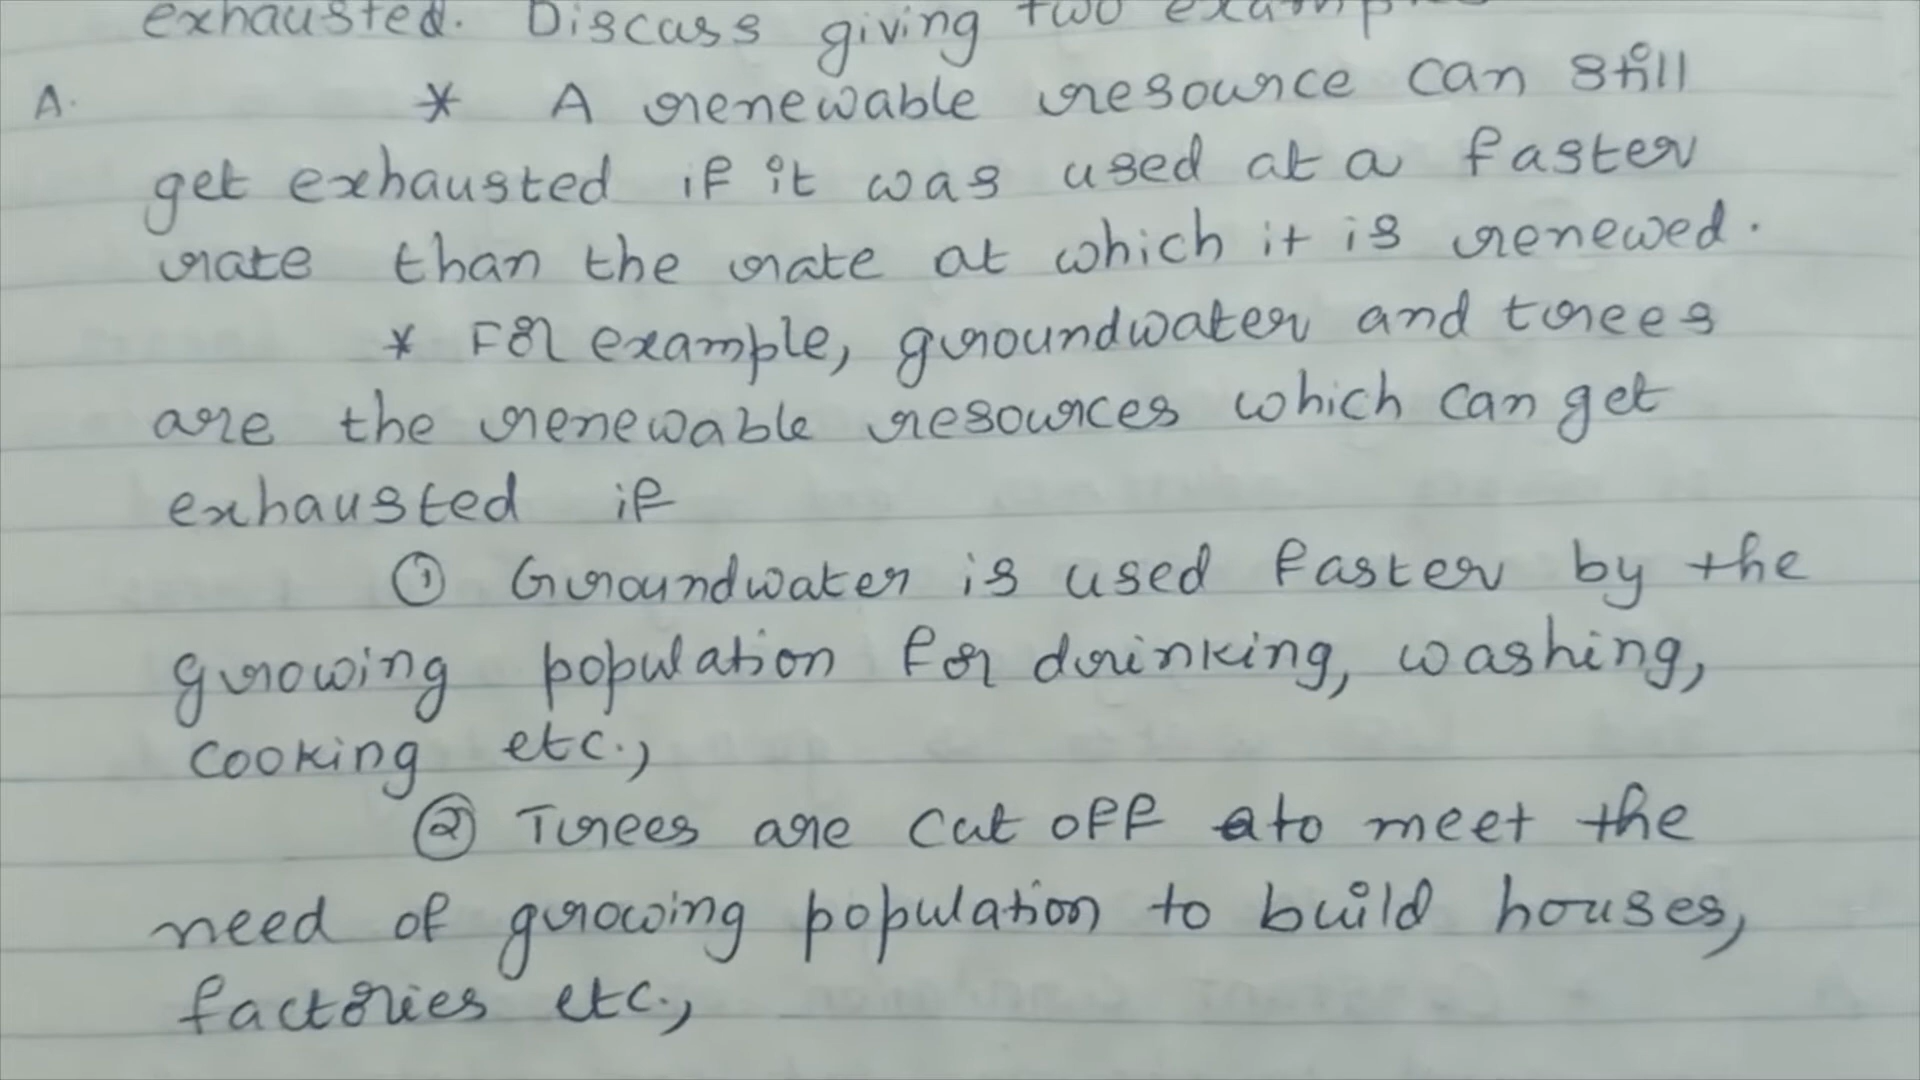 exhausted. Discuss giving two examples
A. * A renewable resource can still
get exhausted if it was used at a faster
rate than the rate at which it is renewed.
* For example, groundwater and trees
are the renewable resources which can get
exhausted if
① Groundwater is used faster by the
growing population for drinking, washing,
cooking etc.,
② Trees are cut off to meet the
need of growing population to build houses,
factories etc.,